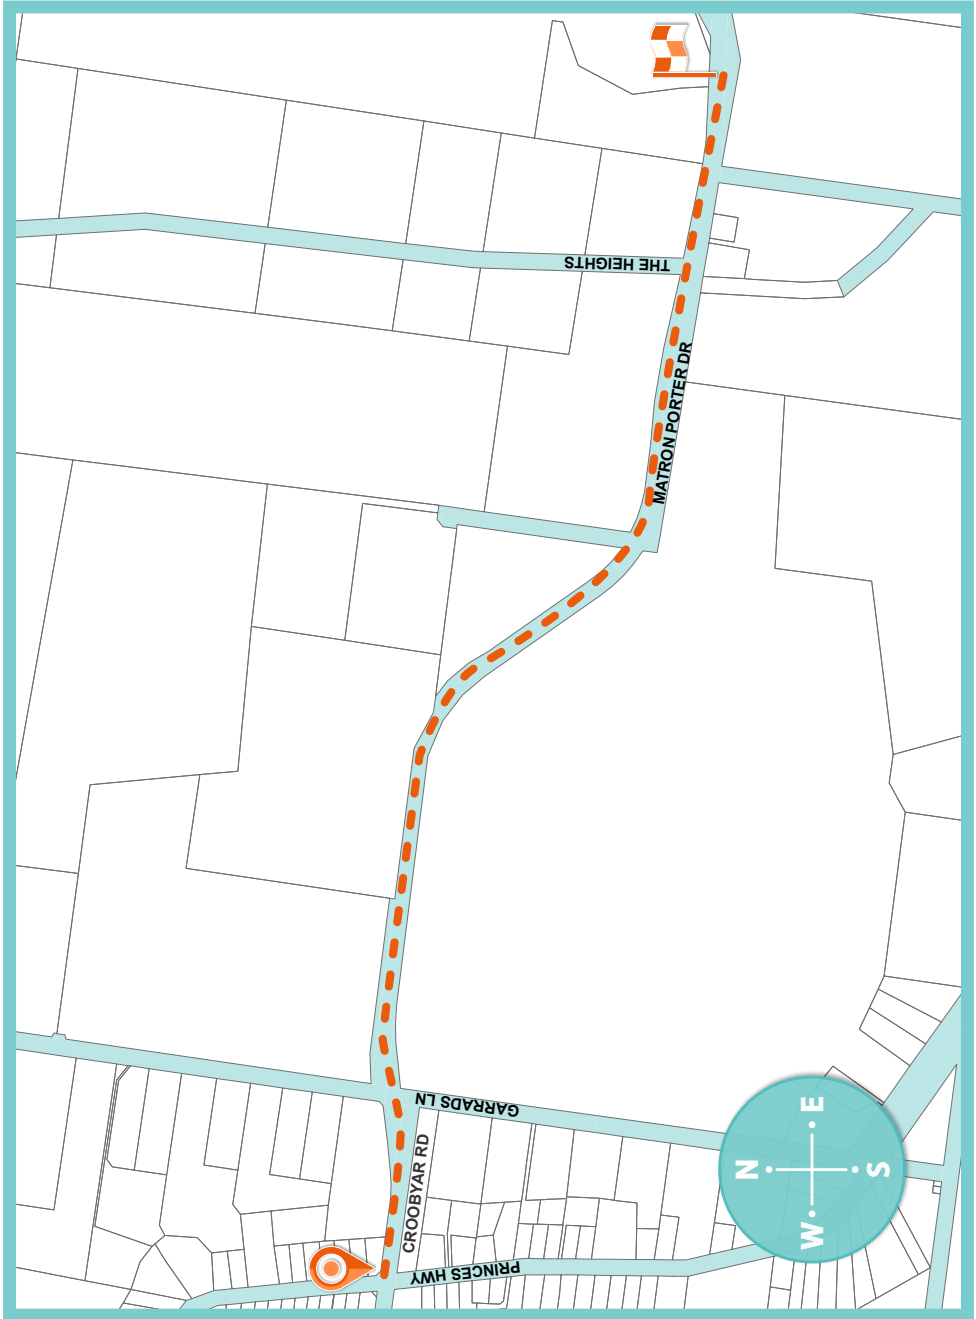 THE HEIGHTS
MATRON PORTER DR
GARRADS LN
CROOBYAR RD
PRINCES HWY
E
N
S
W